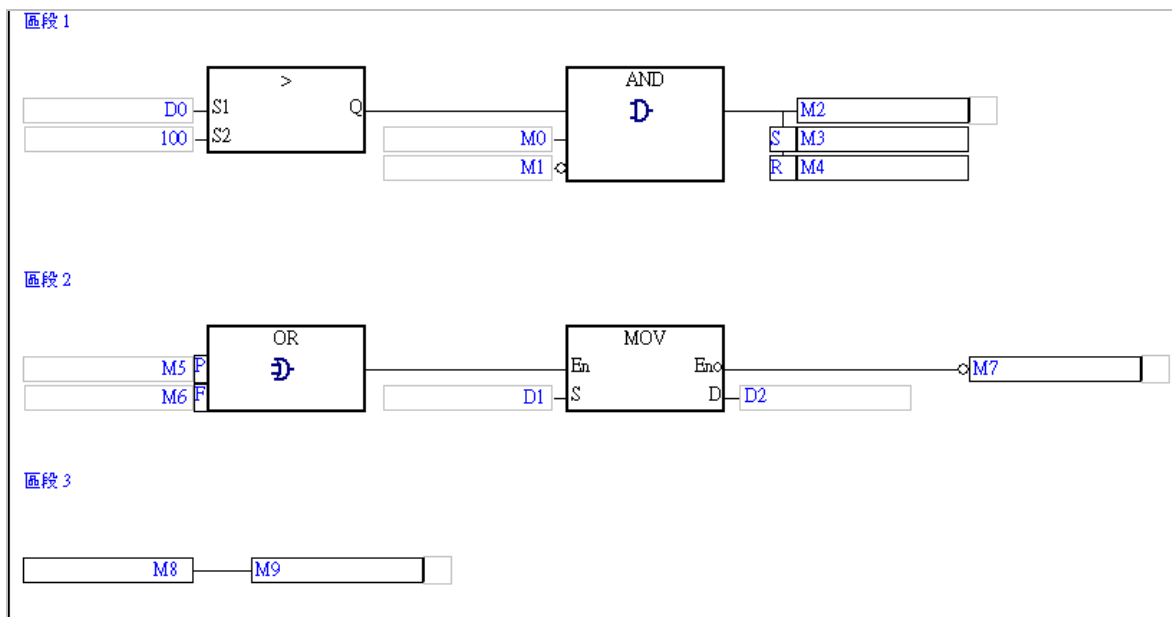 區段 1
> AND
D0 S1 Q M2
100 S2 M0 S M3
M1 R M4
區段 2
OR MOV
M5 P En Eno M7
M6 F D1 S D D2
區段 3
M8 M9